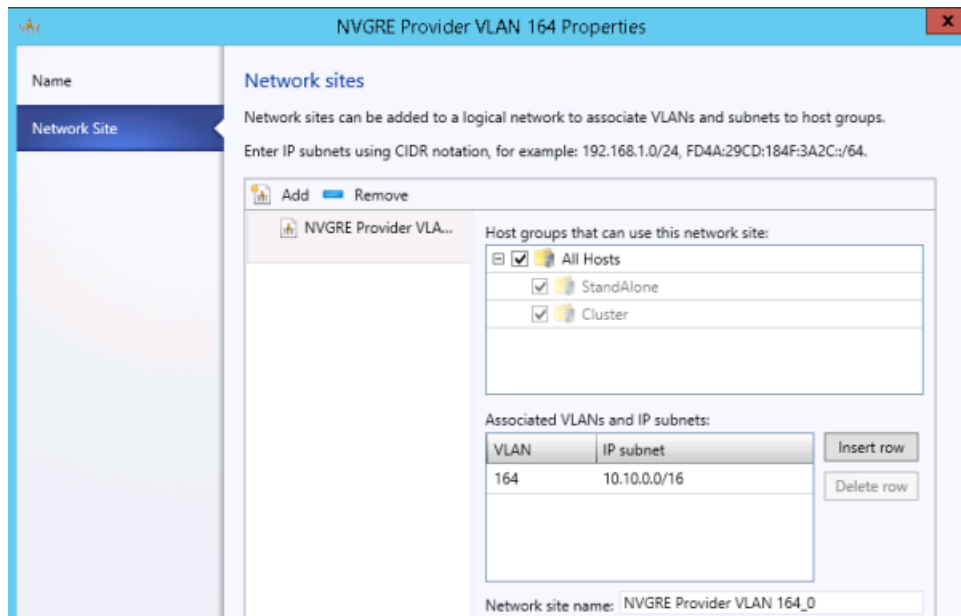 NVGRE Provider VLAN 164 Properties
x
Name
Network Site
Network sites
Network sites can be added to a logical network to associate VLANs and subnets to host groups.
Enter IP subnets using CIDR notation, for example: 192.168.1.0/24, FD4A:29CD:184F:3A2C::/64.
Add Remove
NVGRE Provider VLA...
Host groups that can use this network site:
All Hosts
StandAlone
Cluster
Associated VLANs and IP subnets:
VLAN IP subnet
164 10.10.0.0/16
Insert row
Delete row
Network site name: NVGRE Provider VLAN 164_0